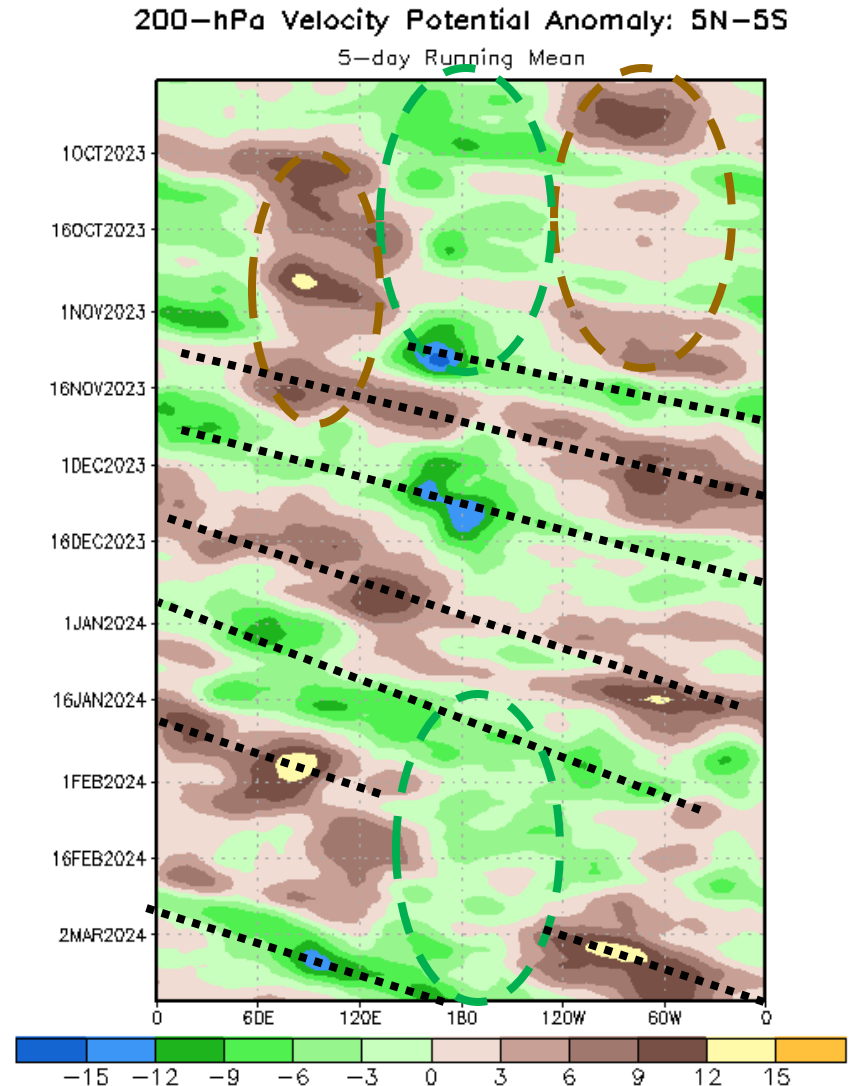 200-hPa Velocity Potential Anomaly: 5N-5S
5-day Running Mean
1OCT2023
16OCT2023
1NOV2023
16NOV2023
1DEC2023
16DEC2023
1JAN2024
16JAN2024
1FEB2024
16FEB2024
2MAR2024
0 60E 120E 180 120W 60W 0
-15 -12 -9 -6 -3 0 3 6 9 12 15